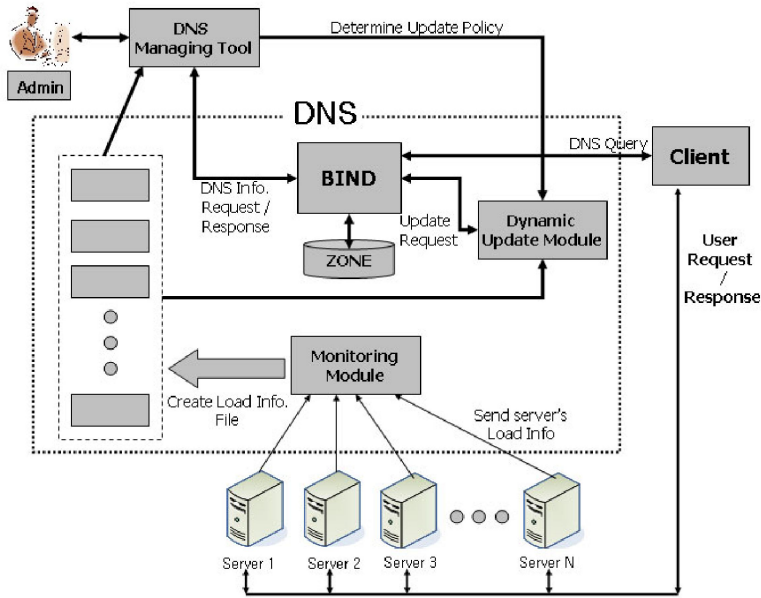 DNS
Managing Tool
Determine Update Policy
Admin
DNS
DNS Query
Client
BIND
DNS Info.
Request /
Response
Update
Request
Dynamic
Update Module
ZONE
User
Request
/
Response
Monitoring
Module
Create Load Info.
File
Send server's
Load Info
Server 1
Server 2
Server 3
Server N